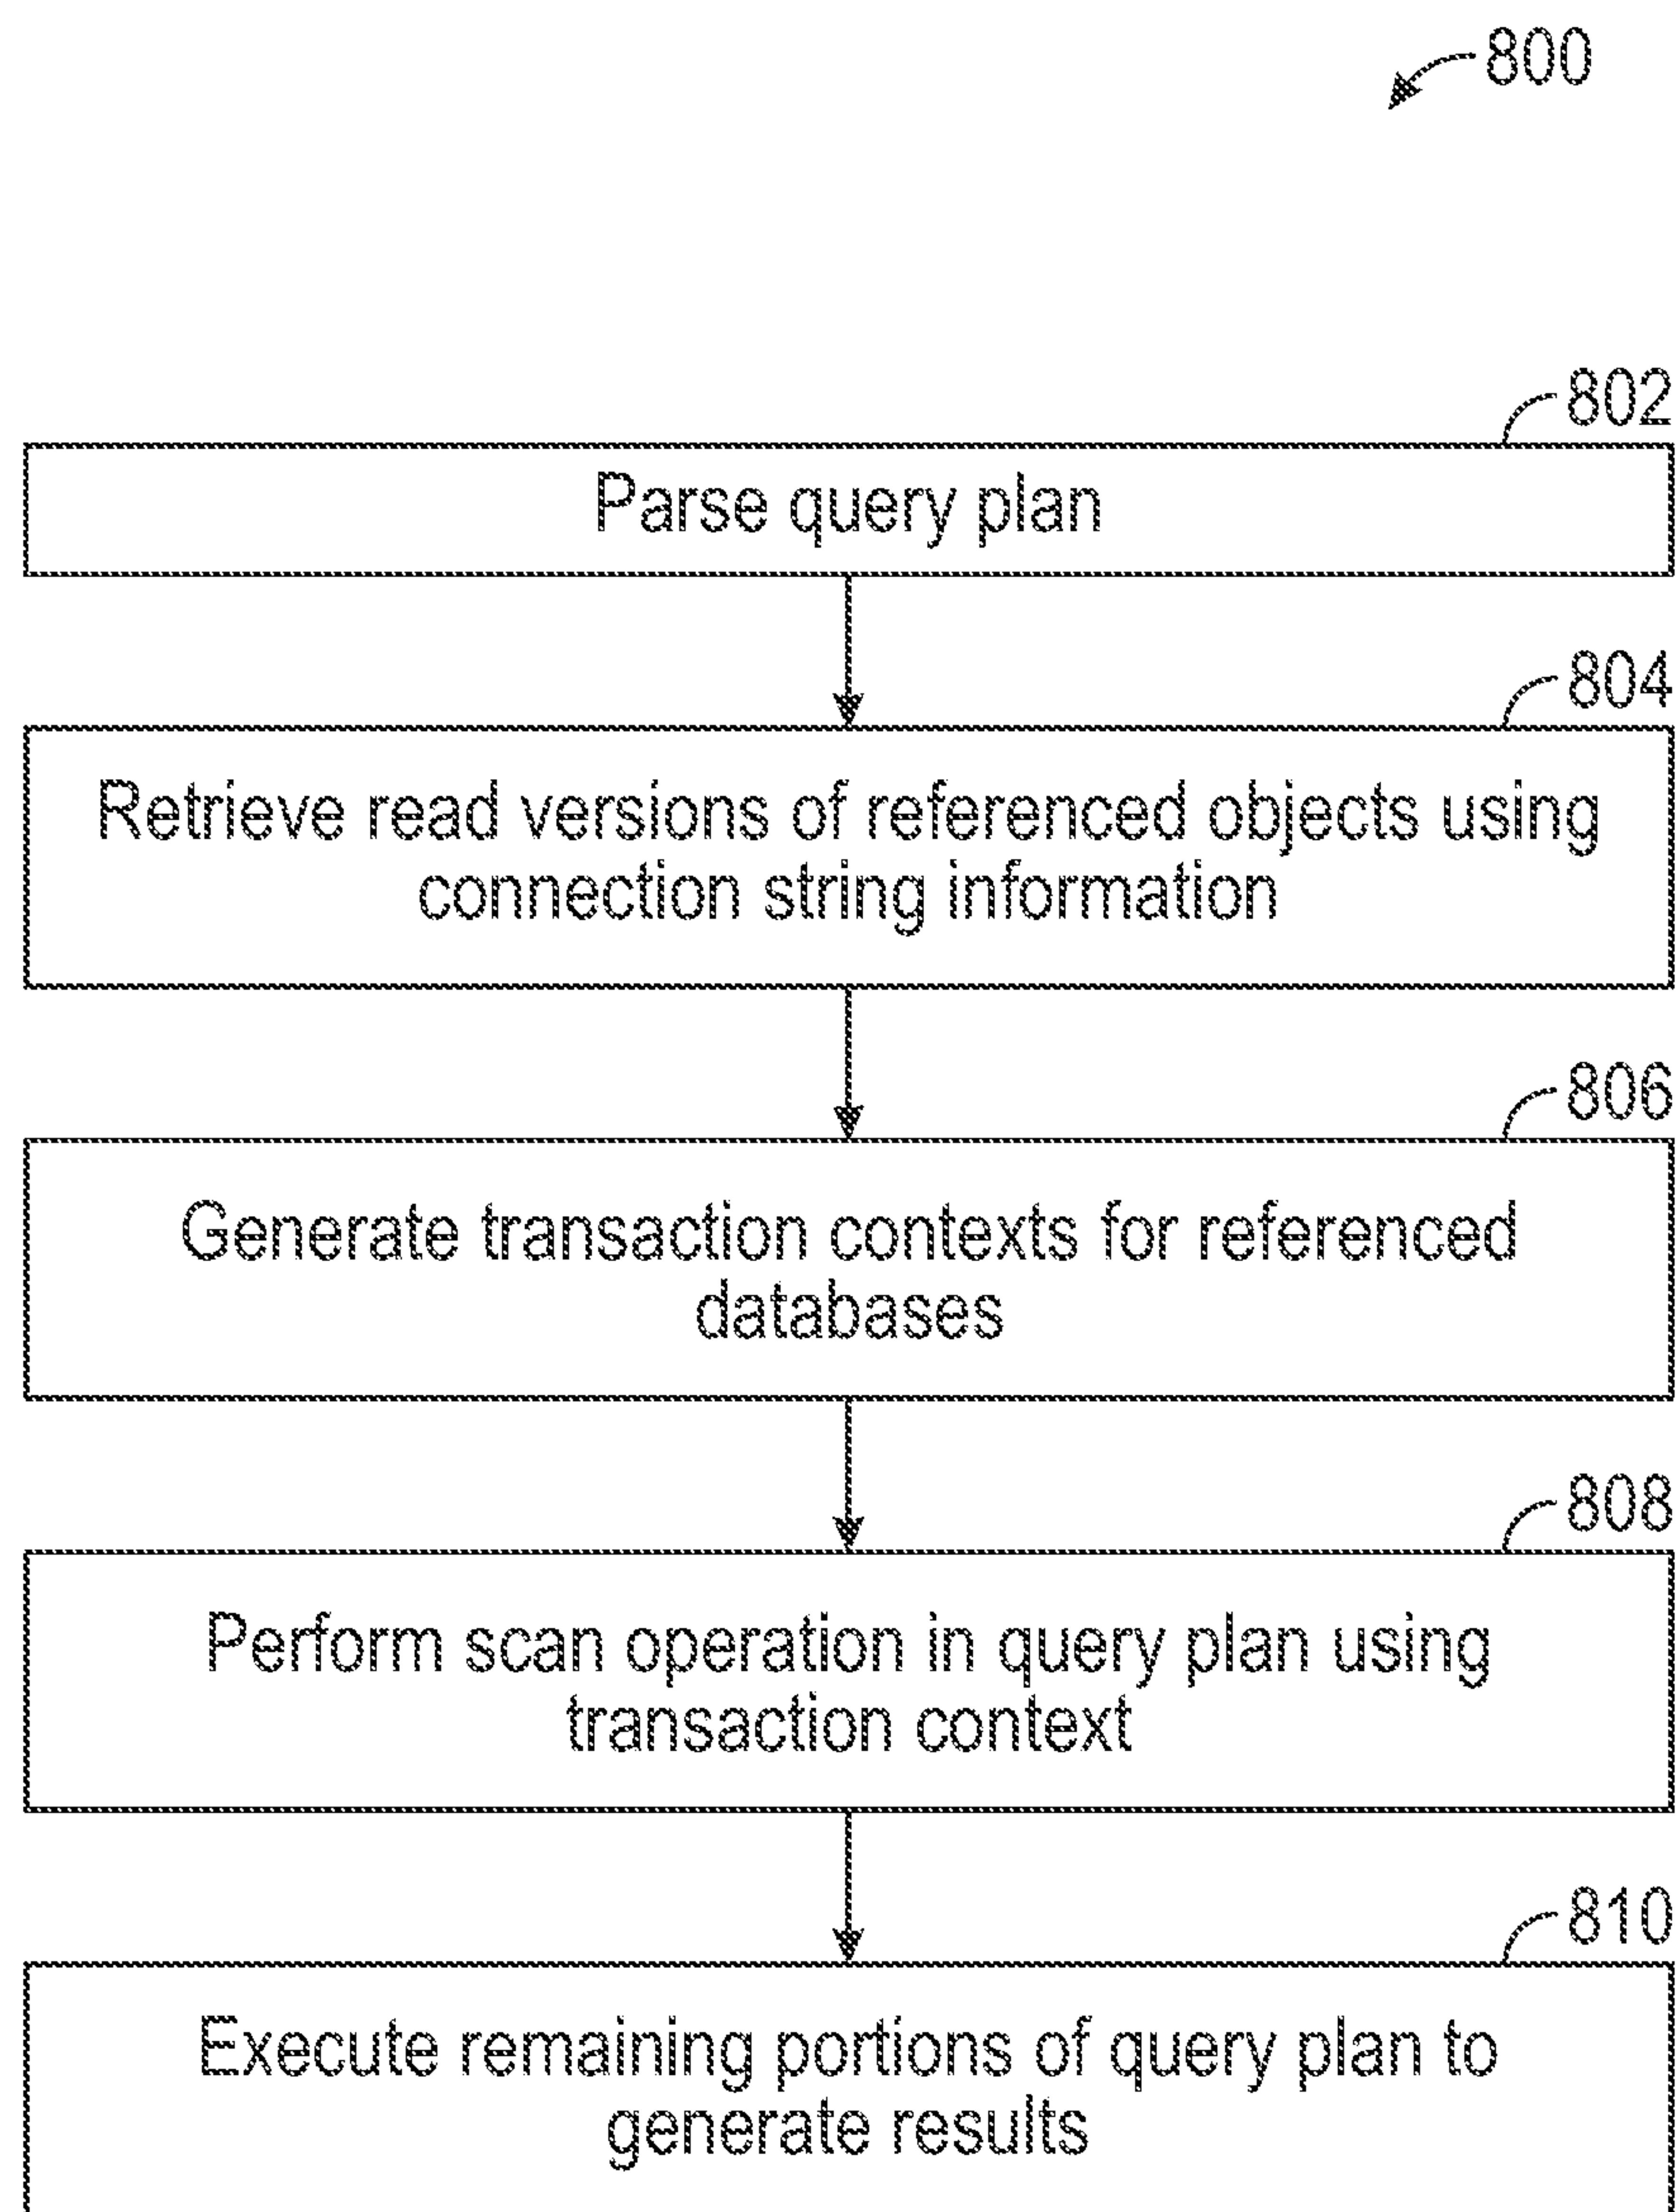 800
802
Parse query plan
804
Retrieve read versions of referenced objects using
connection string information
806
Generate transaction contexts for referenced
databases
808
Perform scan operation in query plan using
transaction context
810
Execute remaining portions of query plan to
generate results